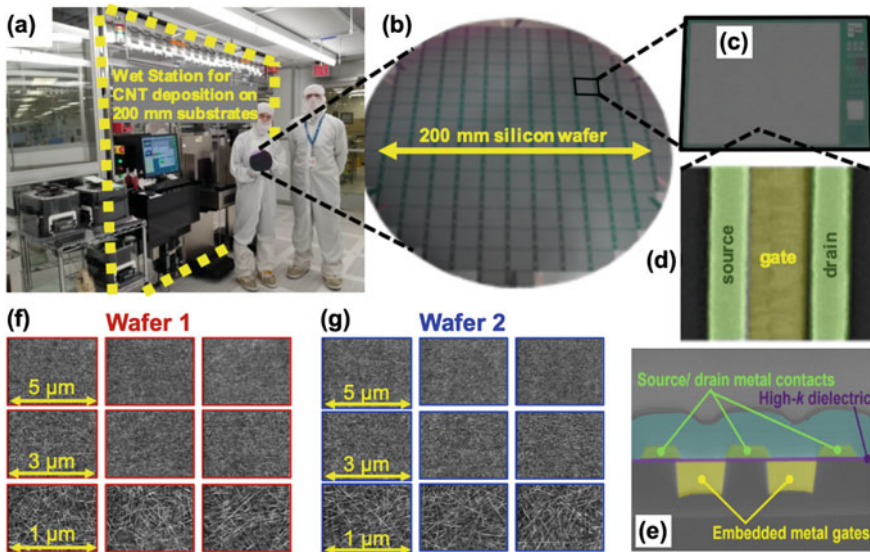 (a)
Wet Station for
CNT deposition on
200 mm substrates
(b)
200 mm silicon wafer
(c)
(d)
source
gate
drain
(e)
Source/ drain metal contacts
High-k dielectric
Embedded metal gates
(f)
Wafer 1
5 µm
3 µm
1 µm
(g)
Wafer 2
5 µm
3 µm
1 µm